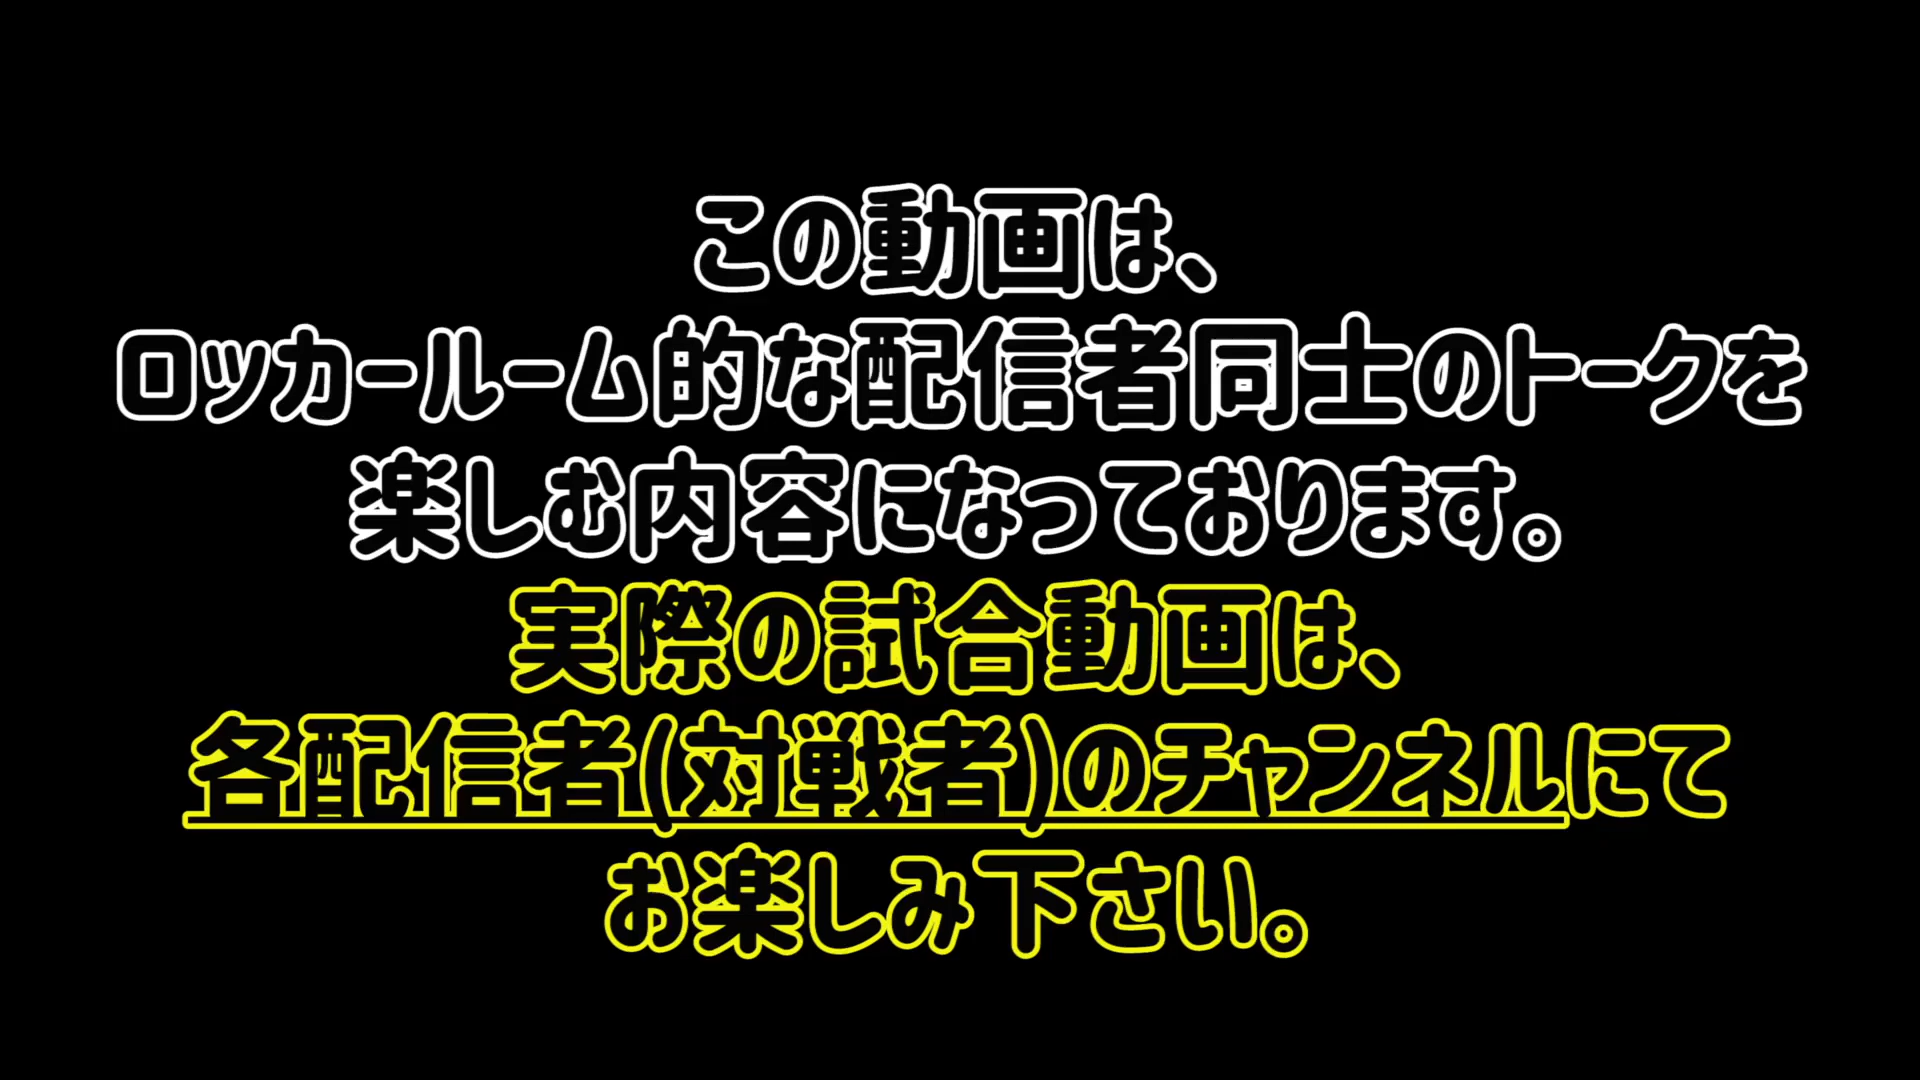 この動画は、
ロッカールーム的な配信者同士のトークを
楽しむ内容になっております。
実際の試合動画は、
各配信者(対戦者)のチャンネルにて
お楽しみ下さい。